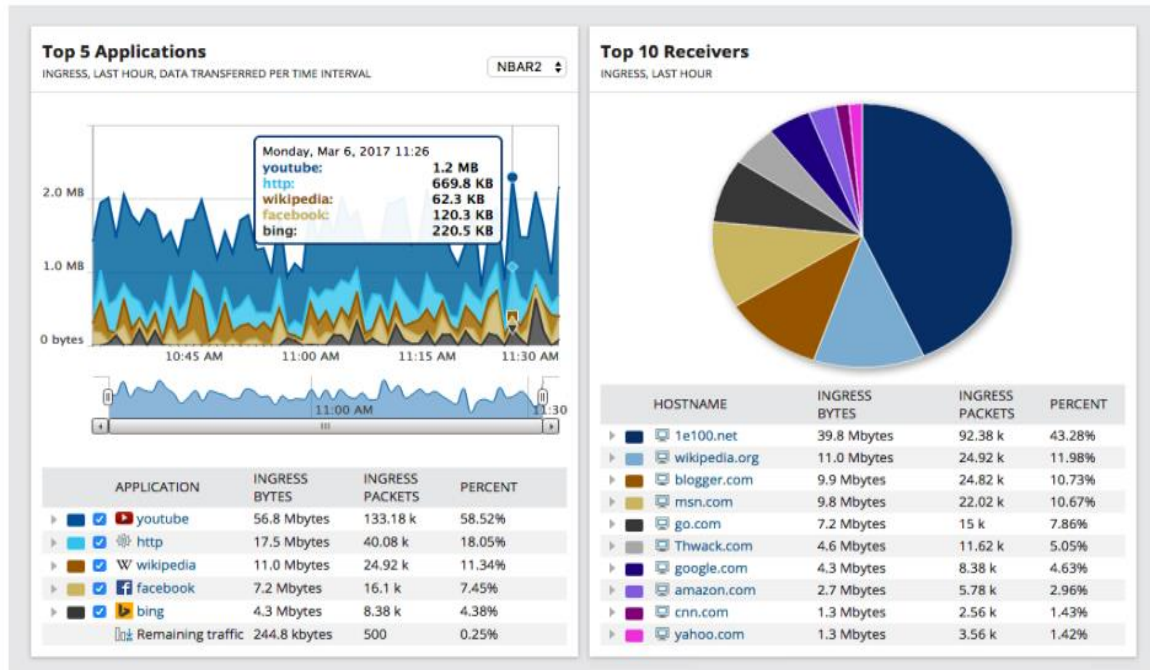 Top 5 Applications
INGRESS, LAST HOUR, DATA TRANSFERRED PER TIME INTERVAL
NBAR2
2.0 MB
1.0 MB
0 bytes
Monday, Mar 6, 2017 11:26
youtube: 1.2 MB
http: 669.8 KB
wikipedia: 62.3 KB
facebook: 120.3 KB
bing: 220.5 KB
10:45 AM 11:00 AM 11:15 AM 11:30 AM
11:00 AM 11:30
APPLICATION INGRESS BYTES INGRESS PACKETS PERCENT
youtube 56.8 Mbytes 133.18 k 58.52%
http 17.5 Mbytes 40.08 k 18.05%
W wikipedia 11.0 Mbytes 24.92 k 11.34%
facebook 7.2 Mbytes 16.1 k 7.45%
bing 4.3 Mbytes 8.38 k 4.38%
Remaining traffic 244.8 kbytes 500 0.25%
Top 10 Receivers
INGRESS, LAST HOUR
HOSTNAME INGRESS BYTES INGRESS PACKETS PERCENT
1e100.net 39.8 Mbytes 92.38 k 43.28%
wikipedia.org 11.0 Mbytes 24.92 k 11.98%
blogger.com 9.9 Mbytes 24.82 k 10.73%
msn.com 9.8 Mbytes 22.02 k 10.67%
go.com 7.2 Mbytes 15 k 7.86%
Thwack.com 4.6 Mbytes 11.62 k 5.05%
google.com 4.3 Mbytes 8.38 k 4.63%
amazon.com 2.7 Mbytes 5.78 k 2.96%
cnn.com 1.3 Mbytes 2.56 k 1.43%
yahoo.com 1.3 Mbytes 3.56 k 1.42%